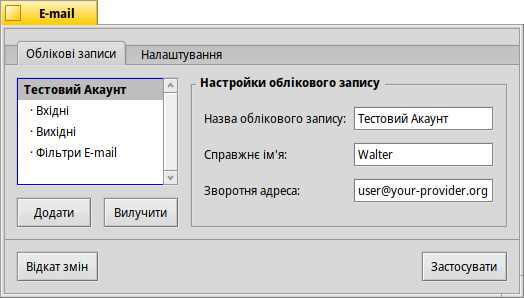 E-mail
Облікові записи
Налаштування
Тестовий Акаунт
· Вхідні
· Вихідні
· Фільтри E-mail
Додати
Вилучити
Настройки облікового запису
Назва облікового запису: Тестовий Акаунт
Справжнє ім'я: Walter
Зворотня адреса: user@your-provider.org
Відкат змін
Застосувати